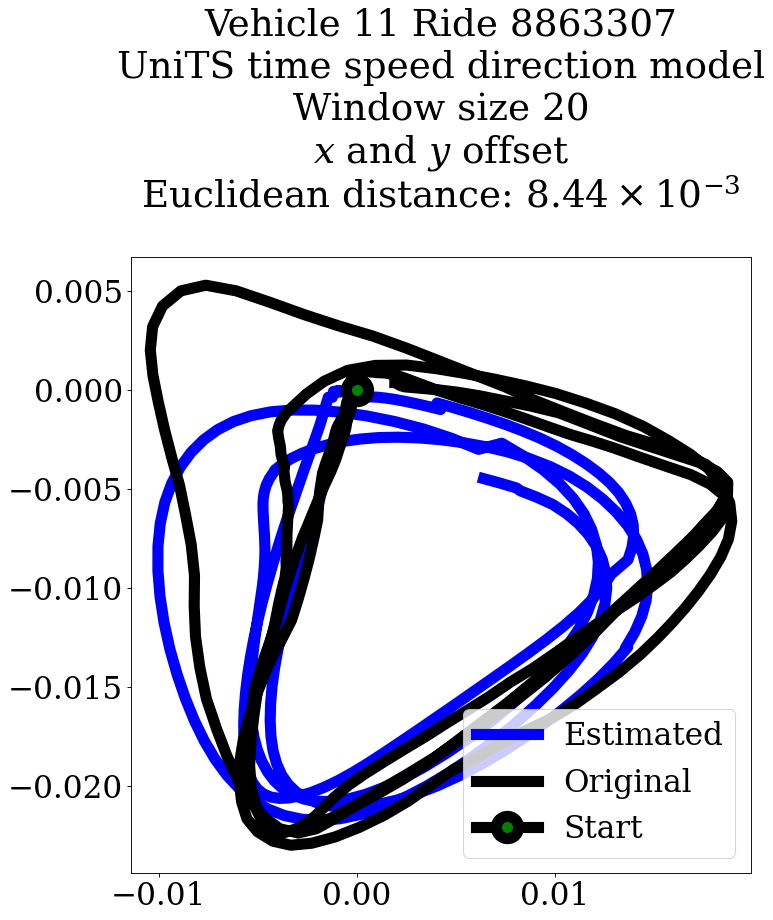 Vehicle 11 Ride 8863307
UniTS time speed direction model
Window size 20
x and y offset
Euclidean distance: 8.44 × 10⁻³
0.005
0.000
−0.005
−0.010
−0.015
−0.020
Estimated
Original
Start
−0.01 0.00 0.01